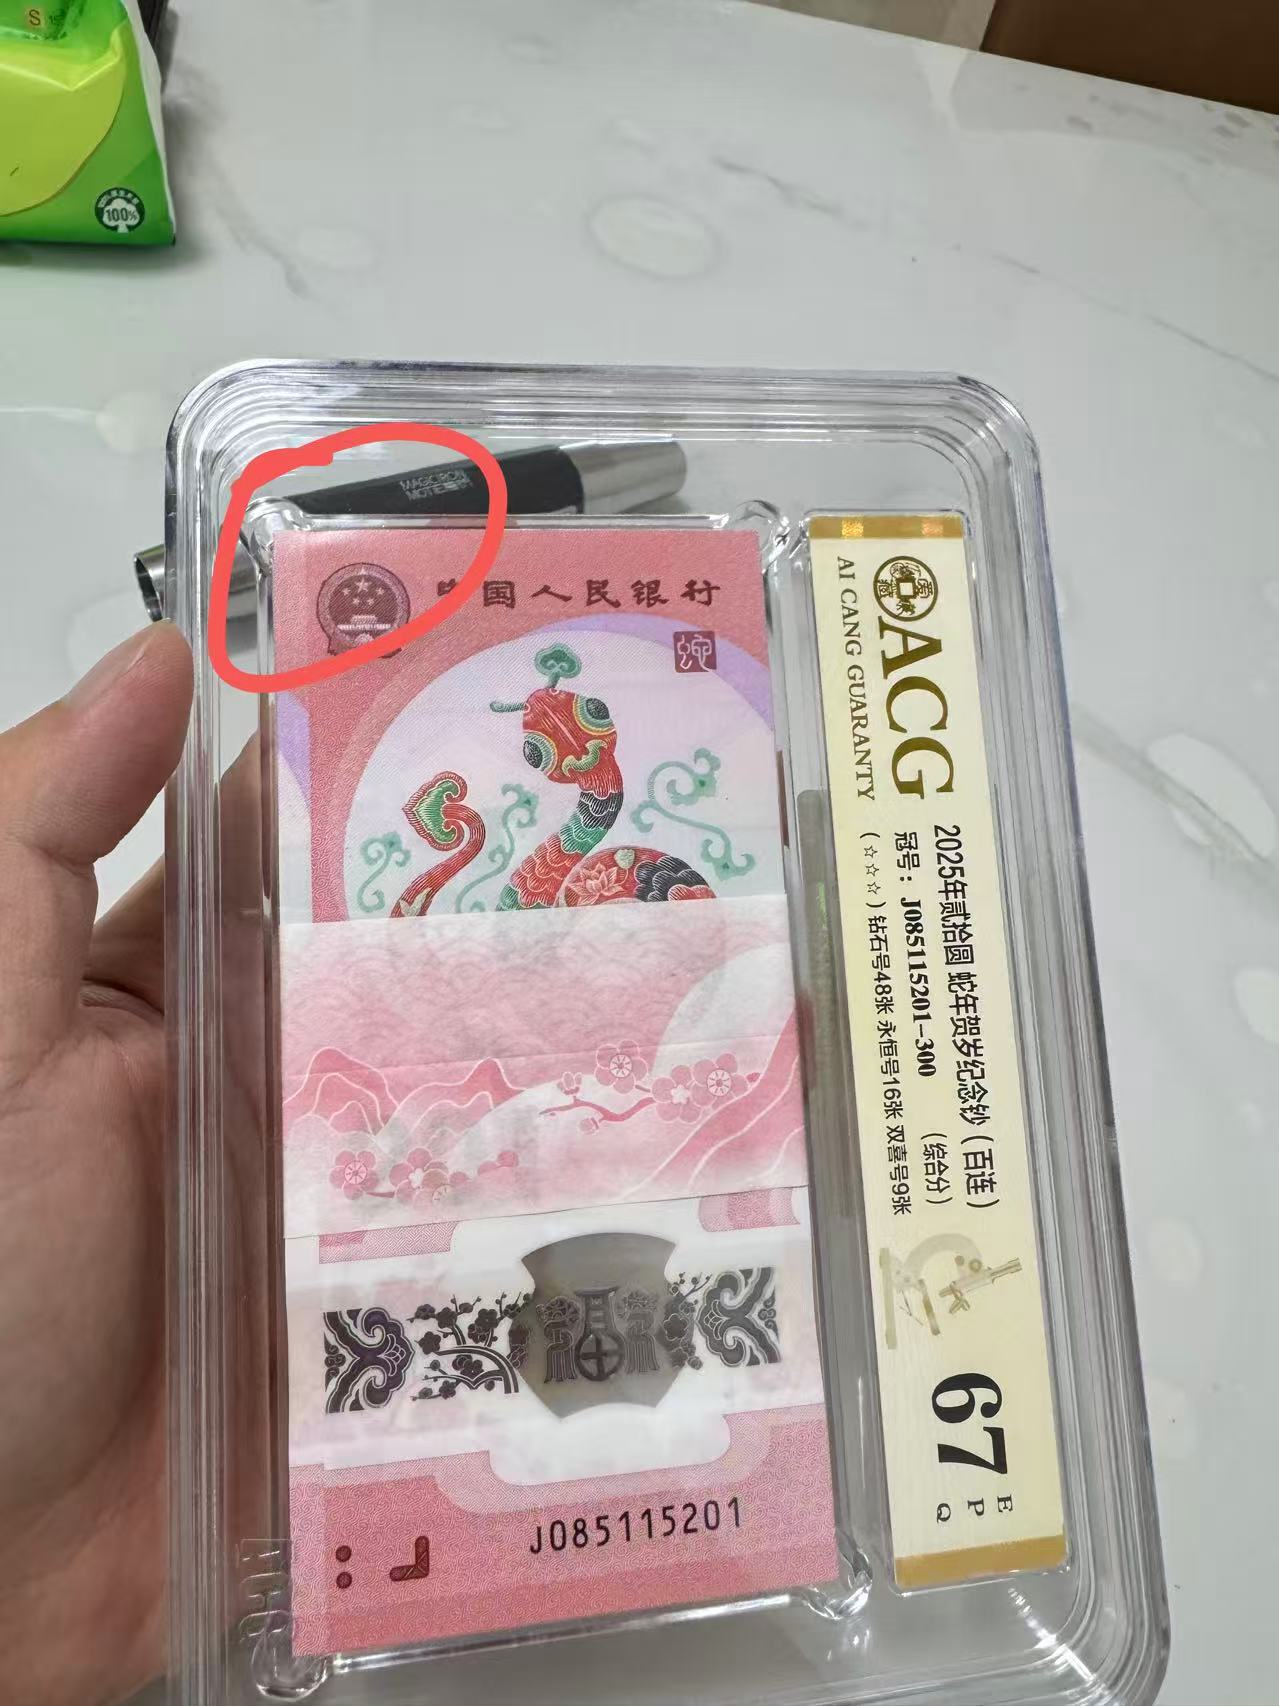 S
100%
MAGICIRON
中国人民银行
J085115201
ACG
AI CANG GUARANTY
2025年贰拾圆 蛇年贺岁纪念钞（百连）
冠号：J085115201-300 （综合分）
（☆☆☆）钻石号48张 永恒号16张 双喜号9张
67
E
P
Q